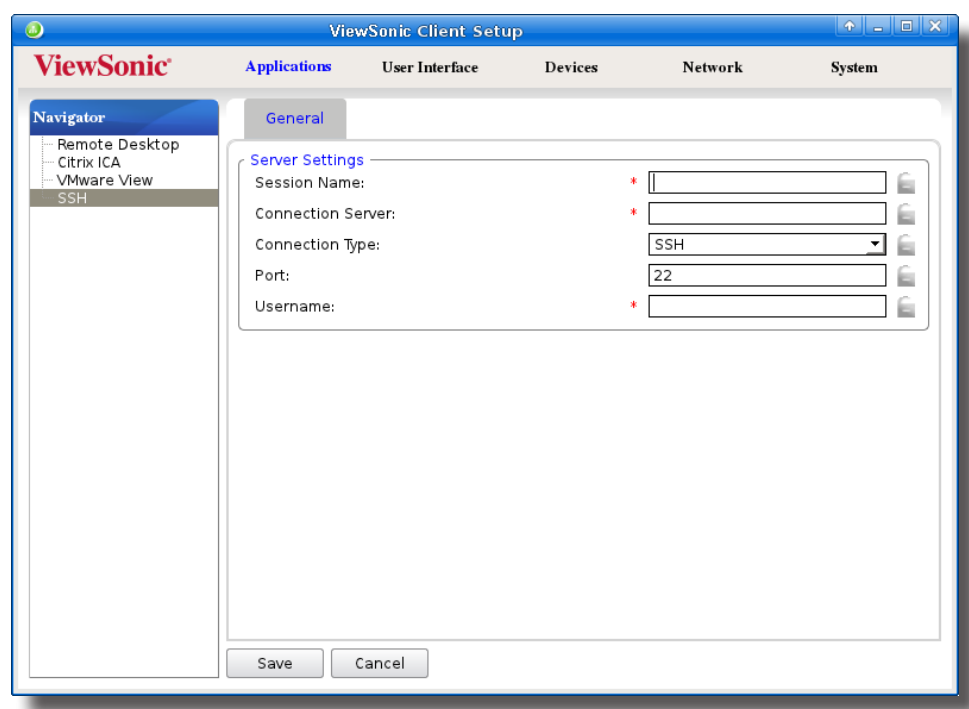 ViewSonic Client Setup
ViewSonic®
Applications User Interface Devices Network System
Navigator
Remote Desktop
Citrix ICA
VMware View
SSH
General
Server Settings
Session Name: *
Connection Server: *
Connection Type: SSH
Port: 22
Username: *
Save Cancel